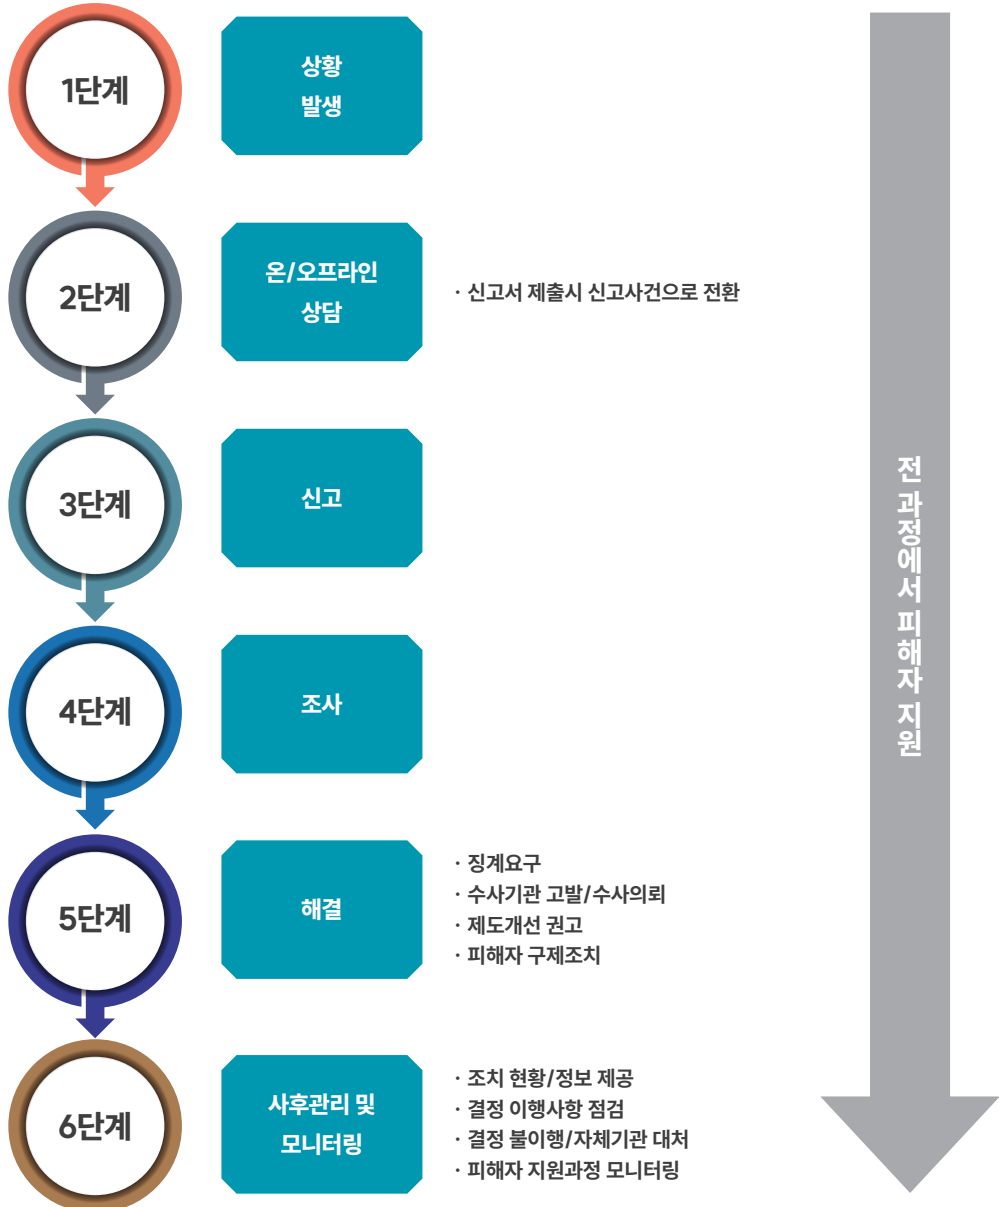 1단계
상황
발생
2단계
온/오프라인
상담
· 신고서 제출시 신고사건으로 전환
3단계
신고
4단계
조사
5단계
해결
· 징계요구
· 수사기관 고발/수사의뢰
· 제도개선 권고
· 피해자 구제조치
6단계
사후관리 및
모니터링
· 조치 현황/정보 제공
· 결정 이행사항 점검
· 결정 불이행/자체기관 대처
· 피해자 지원과정 모니터링
전 과정에서 피해자 지원